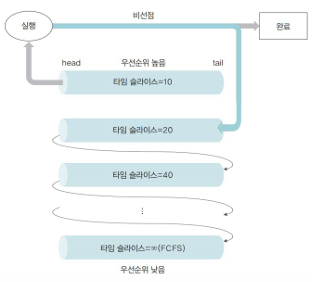 비선점
실행
완료
head 우선순위 높음 tail
타임 슬라이스=10
타임 슬라이스=20
타임 슬라이스=40
⋮
타임 슬라이스=∞(FCFS)
우선순위 낮음